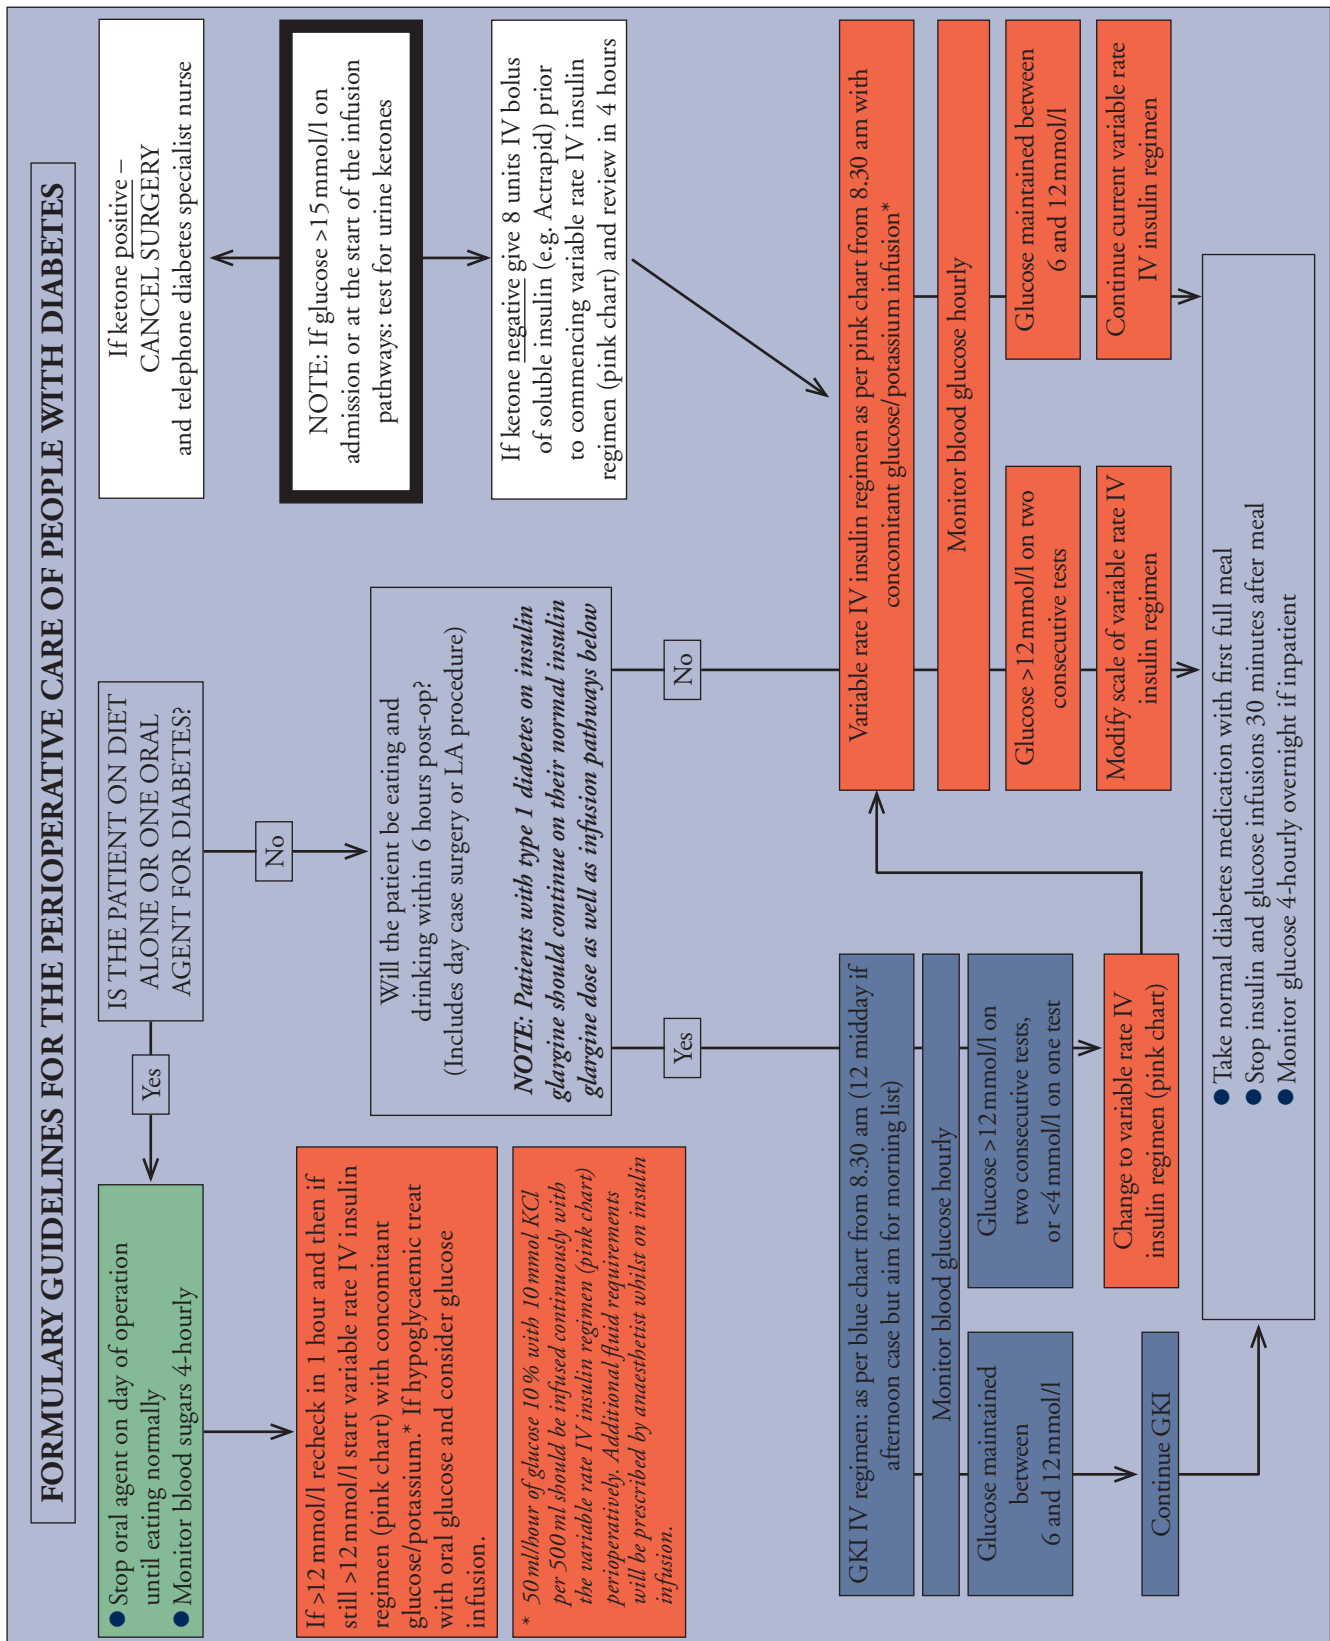 FORMULARY GUIDELINES FOR THE PERIOPERATIVE CARE OF PEOPLE WITH DIABETES
IS THE PATIENT ON DIET
ALONE OR ONE ORAL
AGENT FOR DIABETES?
Yes
● Stop oral agent on day of operation
until eating normally
● Monitor blood sugars 4-hourly
If >12 mmol/l recheck in 1 hour and then if
still >12 mmol/l start variable rate IV insulin
regimen (pink chart) with concomitant
glucose/potassium.* If hypoglycaemic treat
with oral glucose and consider glucose
infusion.
* 50 ml/hour of glucose 10% with 10 mmol KCl
per 500 ml should be infused continuously with
the variable rate IV insulin regimen (pink chart)
perioperatively. Additional fluid requirements
will be prescribed by anaesthetist whilst on insulin
infusion.
No
Will the patient be eating and
drinking within 6 hours post-op?
(Includes day case surgery or LA procedure)
NOTE: Patients with type 1 diabetes on insulin
glargine should continue on their normal insulin
glargine dose as well as infusion pathways below
If ketone positive –
CANCEL SURGERY
and telephone diabetes specialist nurse
NOTE: If glucose >15 mmol/l on
admission or at the start of the infusion
pathways: test for urine ketones
If ketone negative give 8 units IV bolus
of soluble insulin (e.g. Actrapid) prior
to commencing variable rate IV insulin
regimen (pink chart) and review in 4 hours
Yes
No
GKI IV regimen: as per blue chart from 8.30 am (12 midday if
afternoon case but aim for morning list)
Monitor blood glucose hourly
Glucose maintained
between
6 and 12 mmol/l
Continue GKI
Glucose >12 mmol/l on
two consecutive tests,
or <4 mmol/l on one test
Change to variable rate IV
insulin regimen (pink chart)
Variable rate IV insulin regimen as per pink chart from 8.30 am with
concomitant glucose/potassium infusion*
Monitor blood glucose hourly
Glucose >12 mmol/l on two
consecutive tests
Modify scale of variable rate IV
insulin regimen
Glucose maintained between
6 and 12 mmol/l
Continue current variable rate
IV insulin regimen
● Take normal diabetes medication with first full meal
● Stop insulin and glucose infusions 30 minutes after meal
● Monitor glucose 4-hourly overnight if inpatient